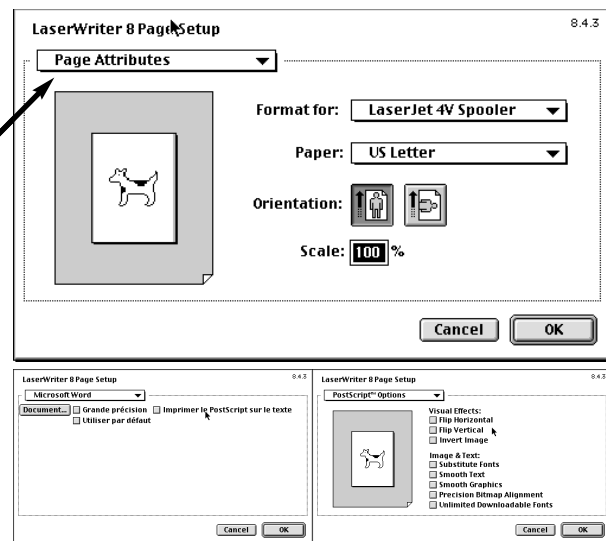 LaserWriter 8 Page Setup
8.4.3
Page Attributes
Format for: LaserJet 4V Spooler
Paper: US Letter
Orientation:
Scale: 100 %
Cancel OK
LaserWriter 8 Page Setup
8.4.3
Microsoft Word
Document... Grande précision Imprimer le PostScript sur le texte
Utiliser par défaut
Cancel OK
LaserWriter 8 Page Setup
8.4.3
PostScript™ Options
Visual Effects:
Flip Horizontal
Flip Vertical
Invert Image
Image & Text:
Substitute Fonts
Smooth Text
Smooth Graphics
Precision Bitmap Alignment
Unlimited Downloadable Fonts
Cancel OK